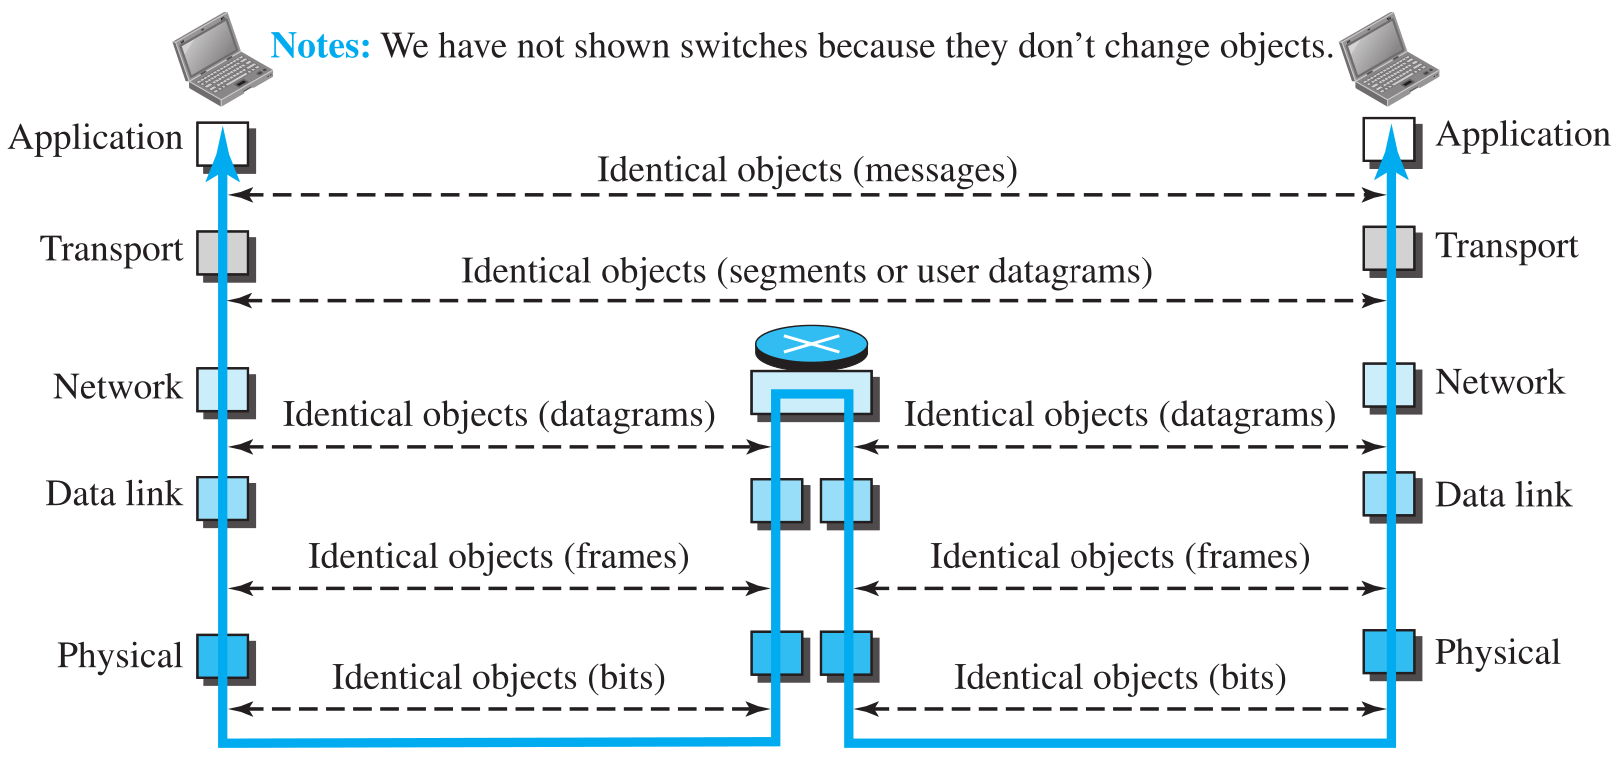 Notes: We have not shown switches because they don’t change objects.
Application
Application
Identical objects (messages)
Transport
Transport
Identical objects (segments or user datagrams)
Network
Network
Identical objects (datagrams)
Identical objects (datagrams)
Data link
Data link
Identical objects (frames)
Identical objects (frames)
Physical
Physical
Identical objects (bits)
Identical objects (bits)